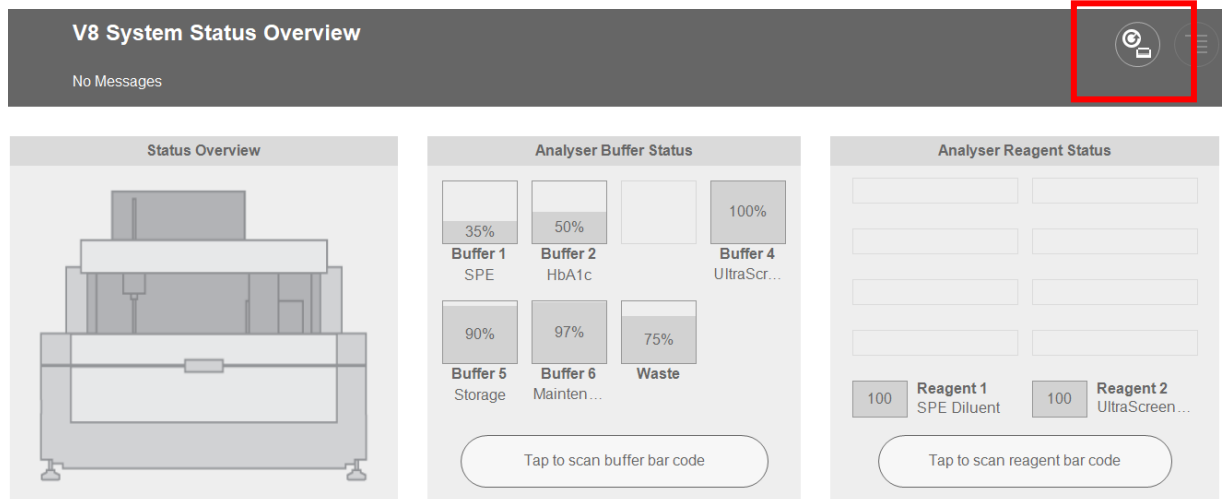 V8 System Status Overview
No Messages
Status Overview
Analyser Buffer Status
35%
Buffer 1
SPE
50%
Buffer 2
HbA1c
100%
Buffer 4
UltraScr...
90%
Buffer 5
Storage
97%
Buffer 6
Mainten...
75%
Waste
Tap to scan buffer bar code
Analyser Reagent Status
100
Reagent 1
SPE Diluent
100
Reagent 2
UltraScreen...
Tap to scan reagent bar code